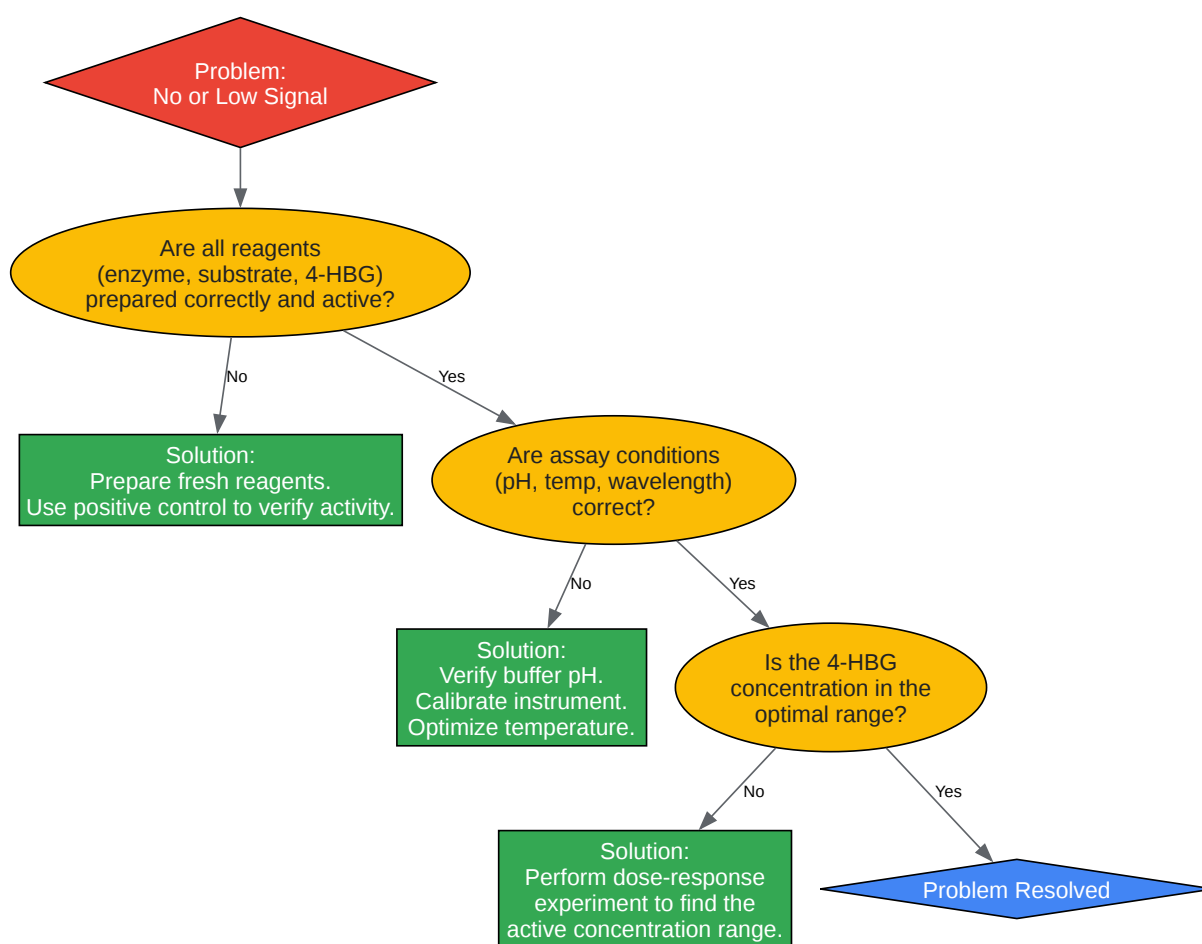 Problem:
No or Low Signal
Are all reagents
(enzyme, substrate, 4-HBG)
prepared correctly and active?
No
Yes
Solution:
Prepare fresh reagents.
Use positive control to verify activity.
Are assay conditions
(pH, temp, wavelength)
correct?
No
Yes
Solution:
Verify buffer pH.
Calibrate instrument.
Optimize temperature.
Is the 4-HBG
concentration in the
optimal range?
No
Yes
Solution:
Perform dose-response
experiment to find the
active concentration range.
Problem Resolved